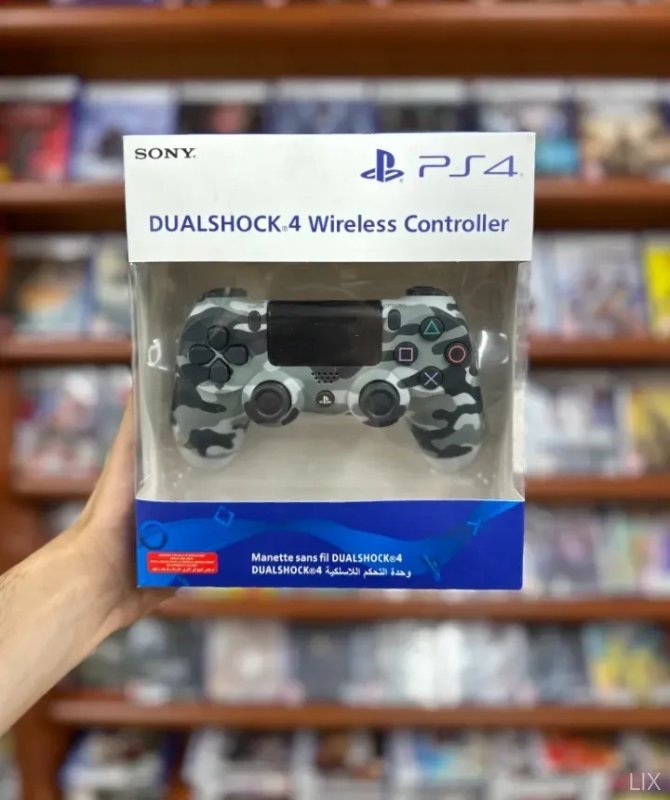 SONY
PS4
DUALSHOCK®4 Wireless Controller
Manette sans fil DUALSHOCK®4
وحدة التحكم اللاسلكية DUALSHOCK®4
LIX